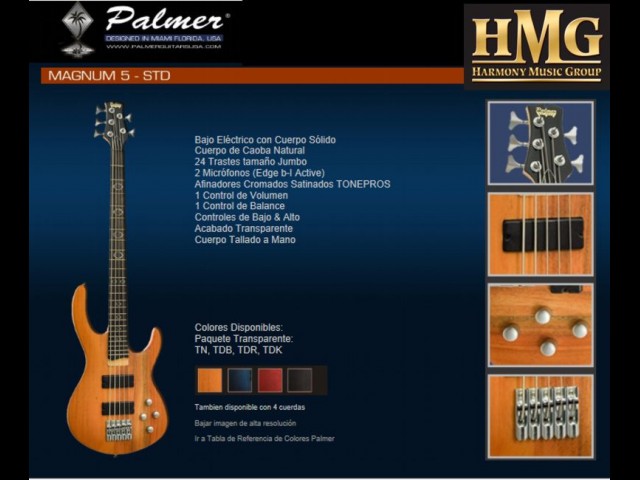 Palmer
DESIGNED IN MIAMI FLORIDA, USA
WWW.PALMERGUITARSUSA.COM
HMG
HARMONY MUSIC GROUP
MAGNUM 5 - STD
Bajo Eléctrico con Cuerpo Sólido
Cuerpo de Caoba Natural
24 Trastes tamaño Jumbo
2 Micrófonos (Edge b-I Active)
Afinadores Cromados Satinados TONEPROS
1 Control de Volumen
1 Control de Balance
Controles de Bajo & Alto
Acabado Transparente
Cuerpo Tallado a Mano
Colores Disponibles:
Paquete Transparente:
TN, TDB, TDR, TDK
Tambien disponible con 4 cuerdas
Bajar imagen de alta resolución
Ir a Tabla de Referencia de Colores Palmer